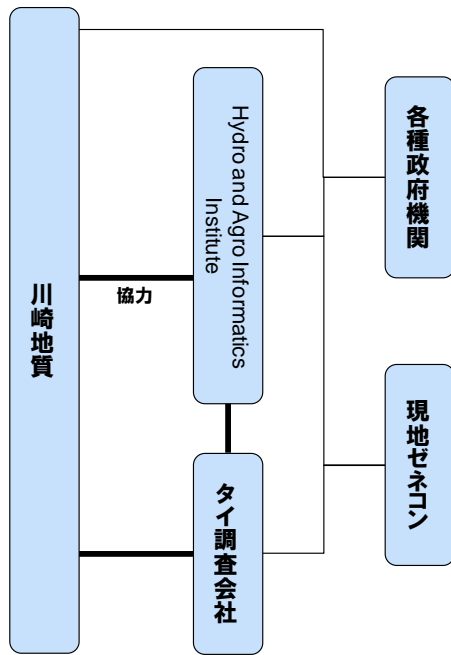 川崎地質
協力
Hydro and Agro Informatics
Institute
タイ調査会社
各種政府機関
現地ゼネコン